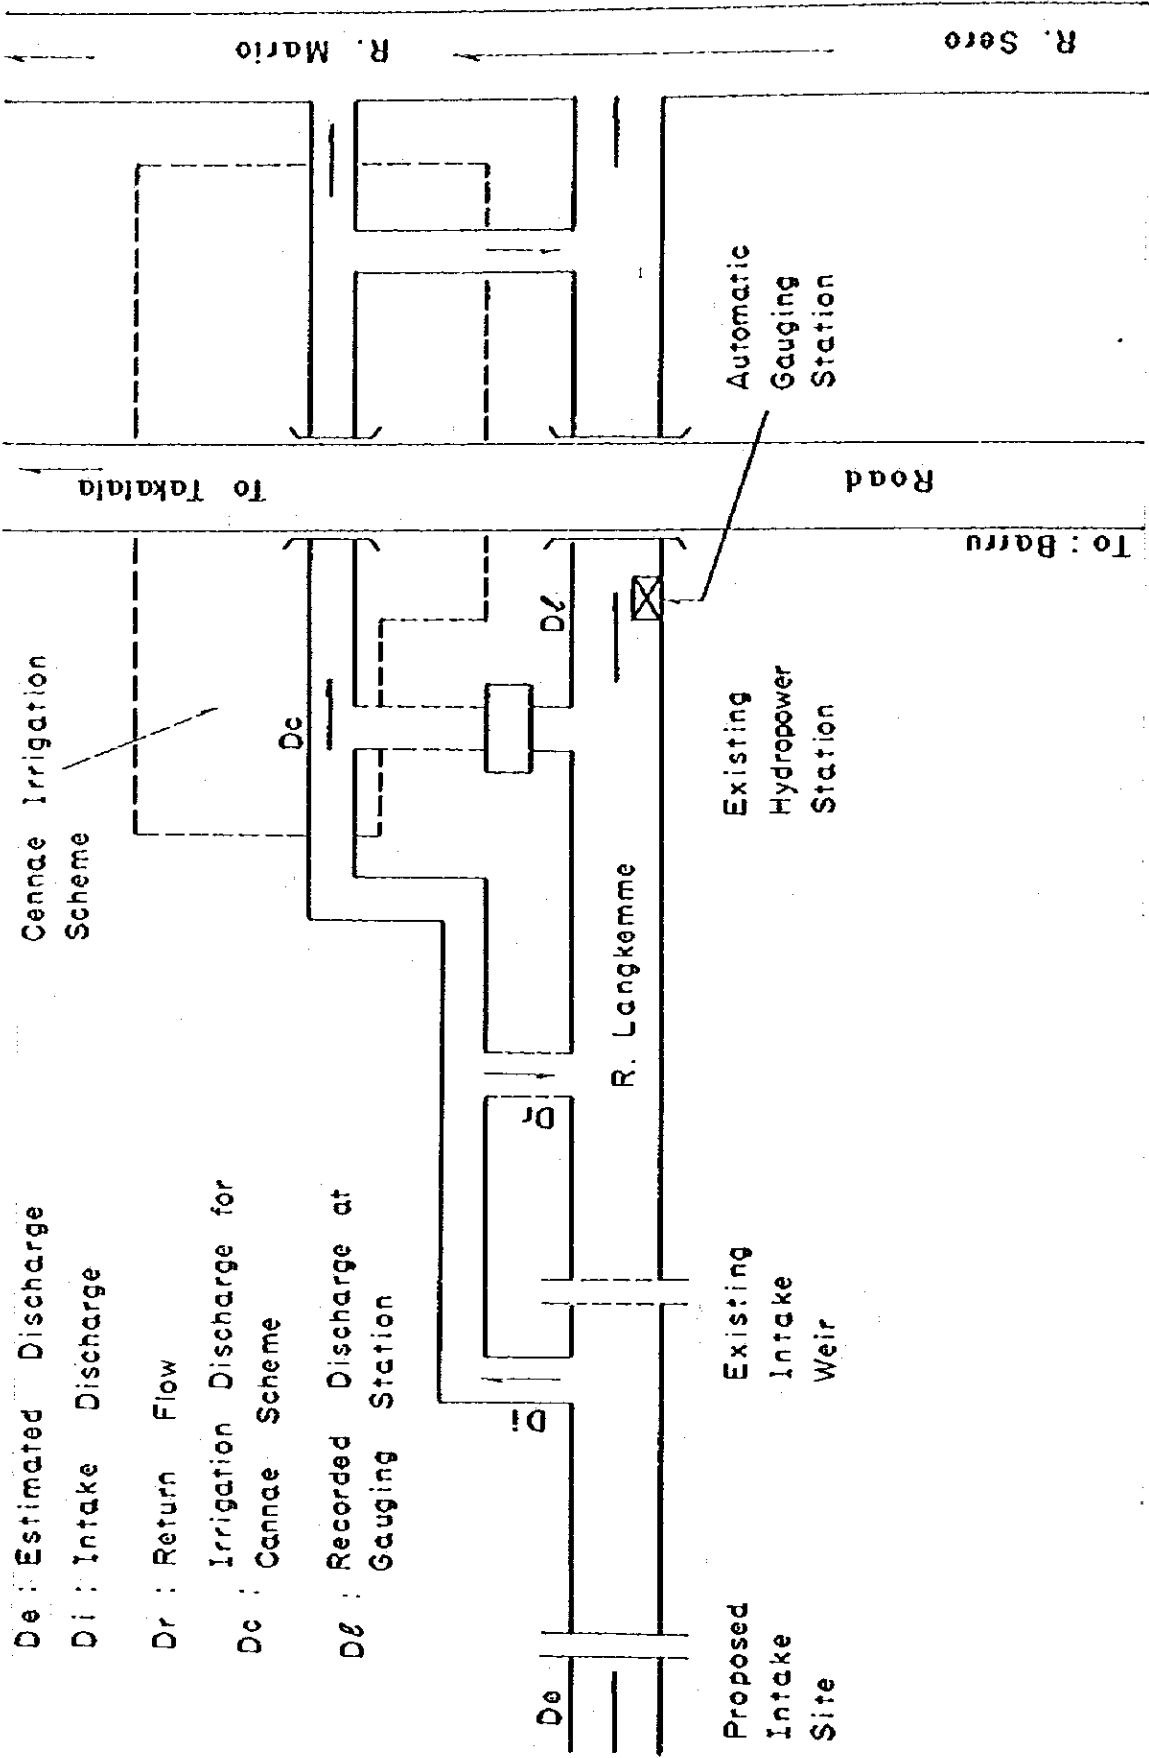 De : Estimated Discharge
Di : Intake Discharge
Dr : Return Flow
Dc : Irrigation Discharge for
Cannae Scheme
Dℓ : Recorded Discharge at
Gauging Station
Cennae Irrigation
Scheme
De
Di
Dr
Dc
Dℓ
R. Langkemme
Proposed
Intake
Site
Existing
Intake
Weir
Existing
Hydropower
Station
Automatic
Gauging
Station
To Takalala
Road
To : Barru
R. Mario
R. Sero